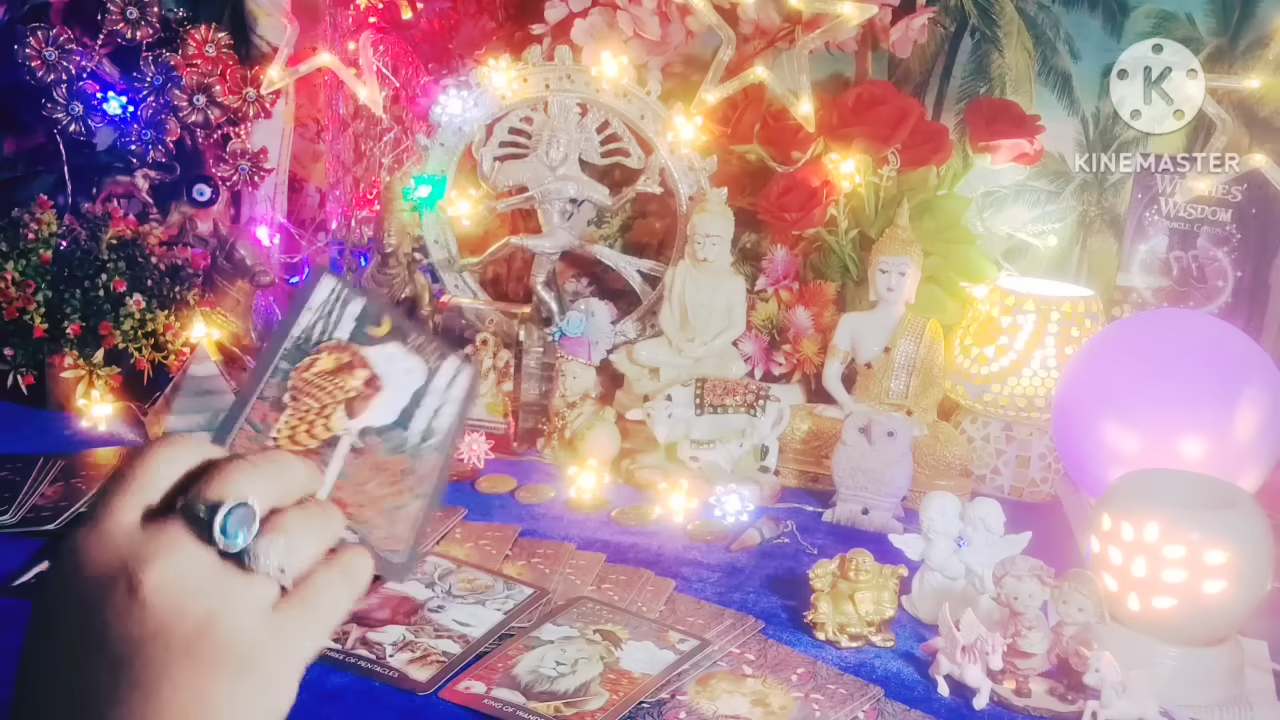 K
KINEMASTER
WITCHES'
WISDOM
ORACLE CARDS
THREE OF PENTACLES
KING OF WANDS